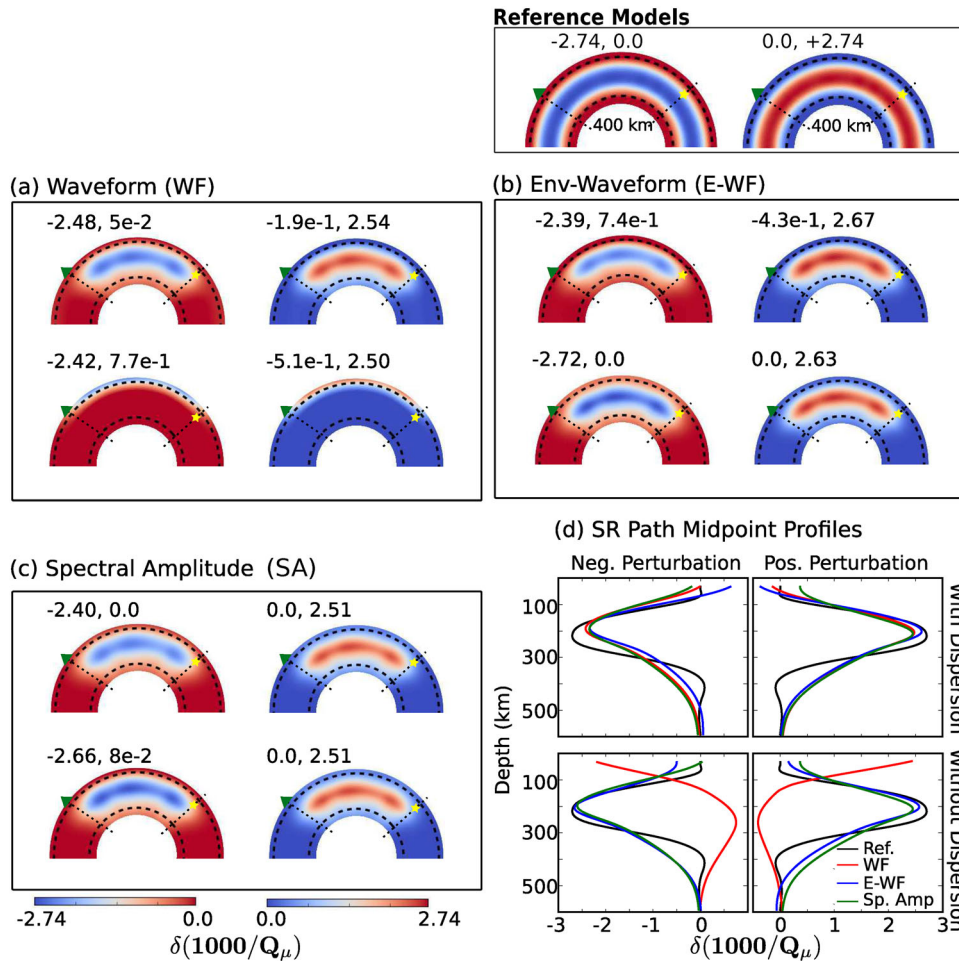 Reference Models
-2.74, 0.0
0.0, +2.74
400 km
400 km
(a) Waveform (WF)
-2.48, 5e-2
-1.9e-1, 2.54
-2.42, 7.7e-1
-5.1e-1, 2.50
(b) Env-Waveform (E-WF)
-2.39, 7.4e-1
-4.3e-1, 2.67
-2.72, 0.0
0.0, 2.63
(c) Spectral Amplitude (SA)
-2.40, 0.0
0.0, 2.51
-2.66, 8e-2
0.0, 2.51
-2.74
0.0
0.0
2.74
δ(1000/Qμ)
(d) SR Path Midpoint Profiles
Neg. Perturbation
Pos. Perturbation
100
300
500
With Dispersion
Depth (km)
100
300
500
Without Dispersion
Ref.
WF
E-WF
Sp. Amp
-3 -2 -1 0 -1 0 1 2 3
δ(1000/Qμ)